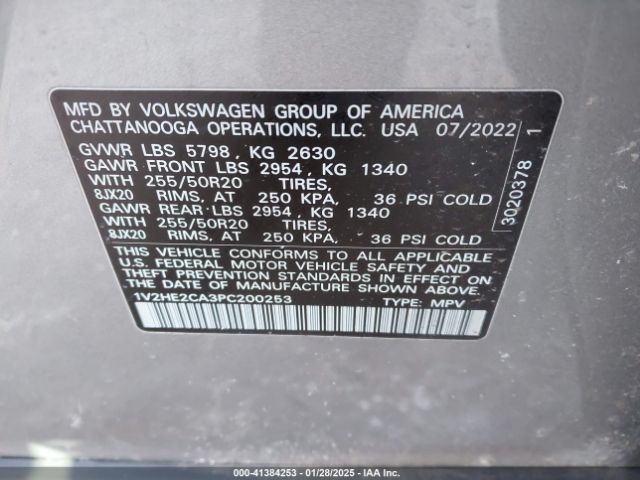 MFD BY VOLKSWAGEN GROUP OF AMERICA
CHATTANOOGA OPERATIONS, LLC. USA 07/2022
GVWR LBS 5798 , KG 2630
GAWR FRONT LBS 2954 , KG 1340
WITH 255/50R20 TIRES,
8JX20 RIMS, AT 250 KPA, 36 PSI COLD
GAWR REAR LBS 2954 , KG 1340
WITH 255/50R20 TIRES,
8JX20 RIMS, AT 250 KPA, 36 PSI COLD
THIS VEHICLE CONFORMS TO ALL APPLICABLE
U.S. FEDERAL MOTOR VEHICLE SAFETY AND
THEFT PREVENTION STANDARDS IN EFFECT ON
THE DATE OF MANUFACTURE SHOWN ABOVE.
1V2HE2CA3PC200253 TYPE: MPV
3020378 1
000-41384253 - 01/28/2025 - IAA Inc.